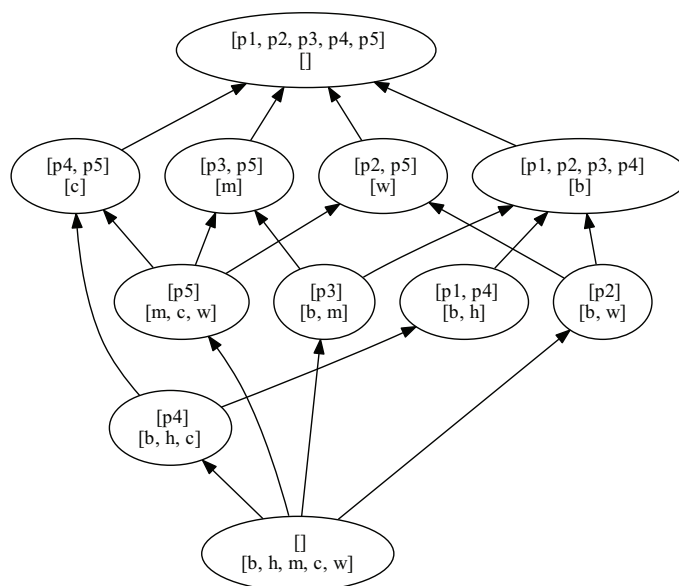 [p1, p2, p3, p4, p5]
[]
[p4, p5]
[c]
[p3, p5]
[m]
[p2, p5]
[w]
[p1, p2, p3, p4]
[b]
[p5]
[m, c, w]
[p3]
[b, m]
[p1, p4]
[b, h]
[p2]
[b, w]
[p4]
[b, h, c]
[]
[b, h, m, c, w]